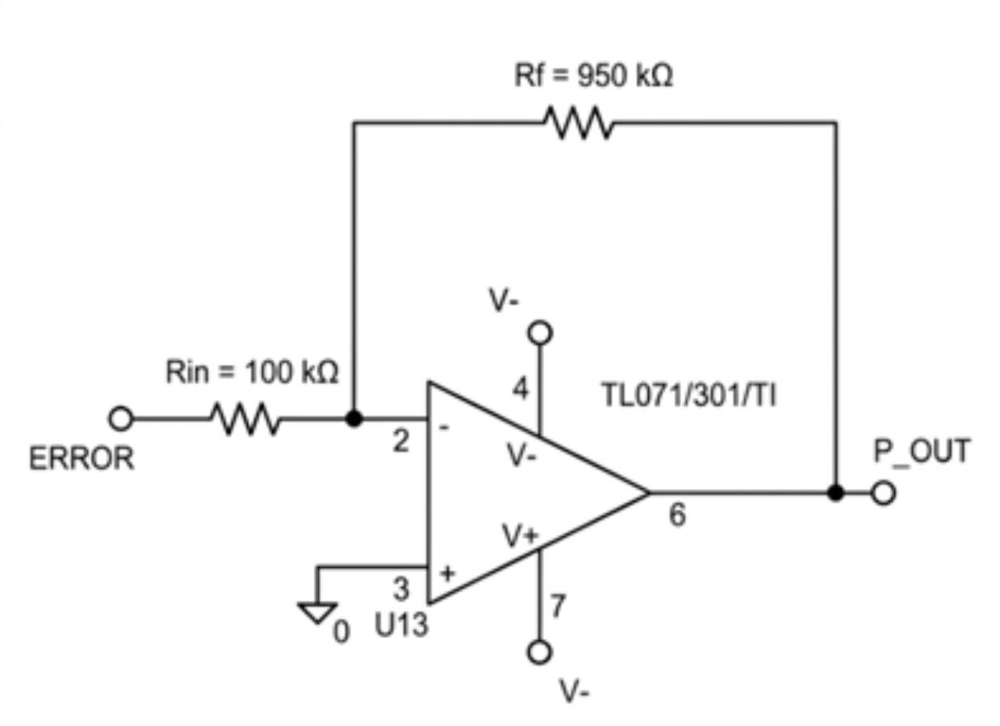 Rf = 950 kΩ
V-
Rin = 100 kΩ
4
TL071/301/TI
2
-
ERROR
V-
P_OUT
6
V+
3
+
7
0
U13
V-